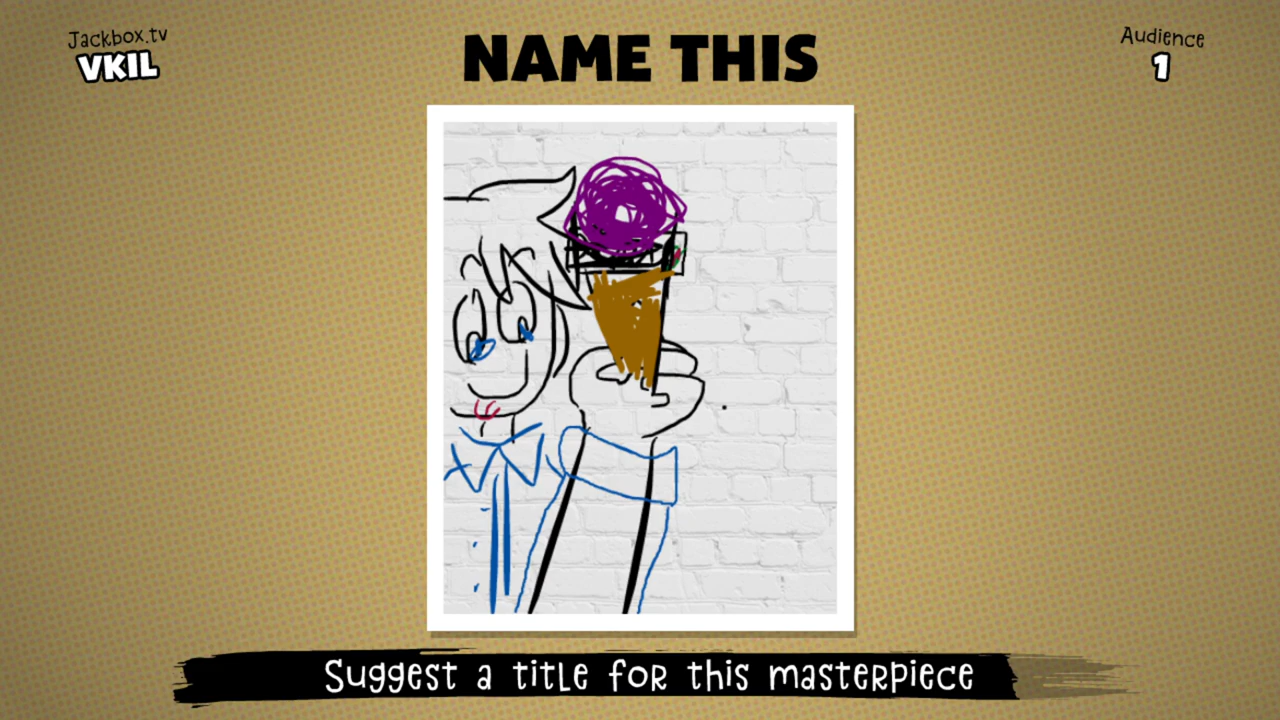 Jackbox.tv
VKIL
NAME THIS
Audience
1
Suggest a title for this masterpiece